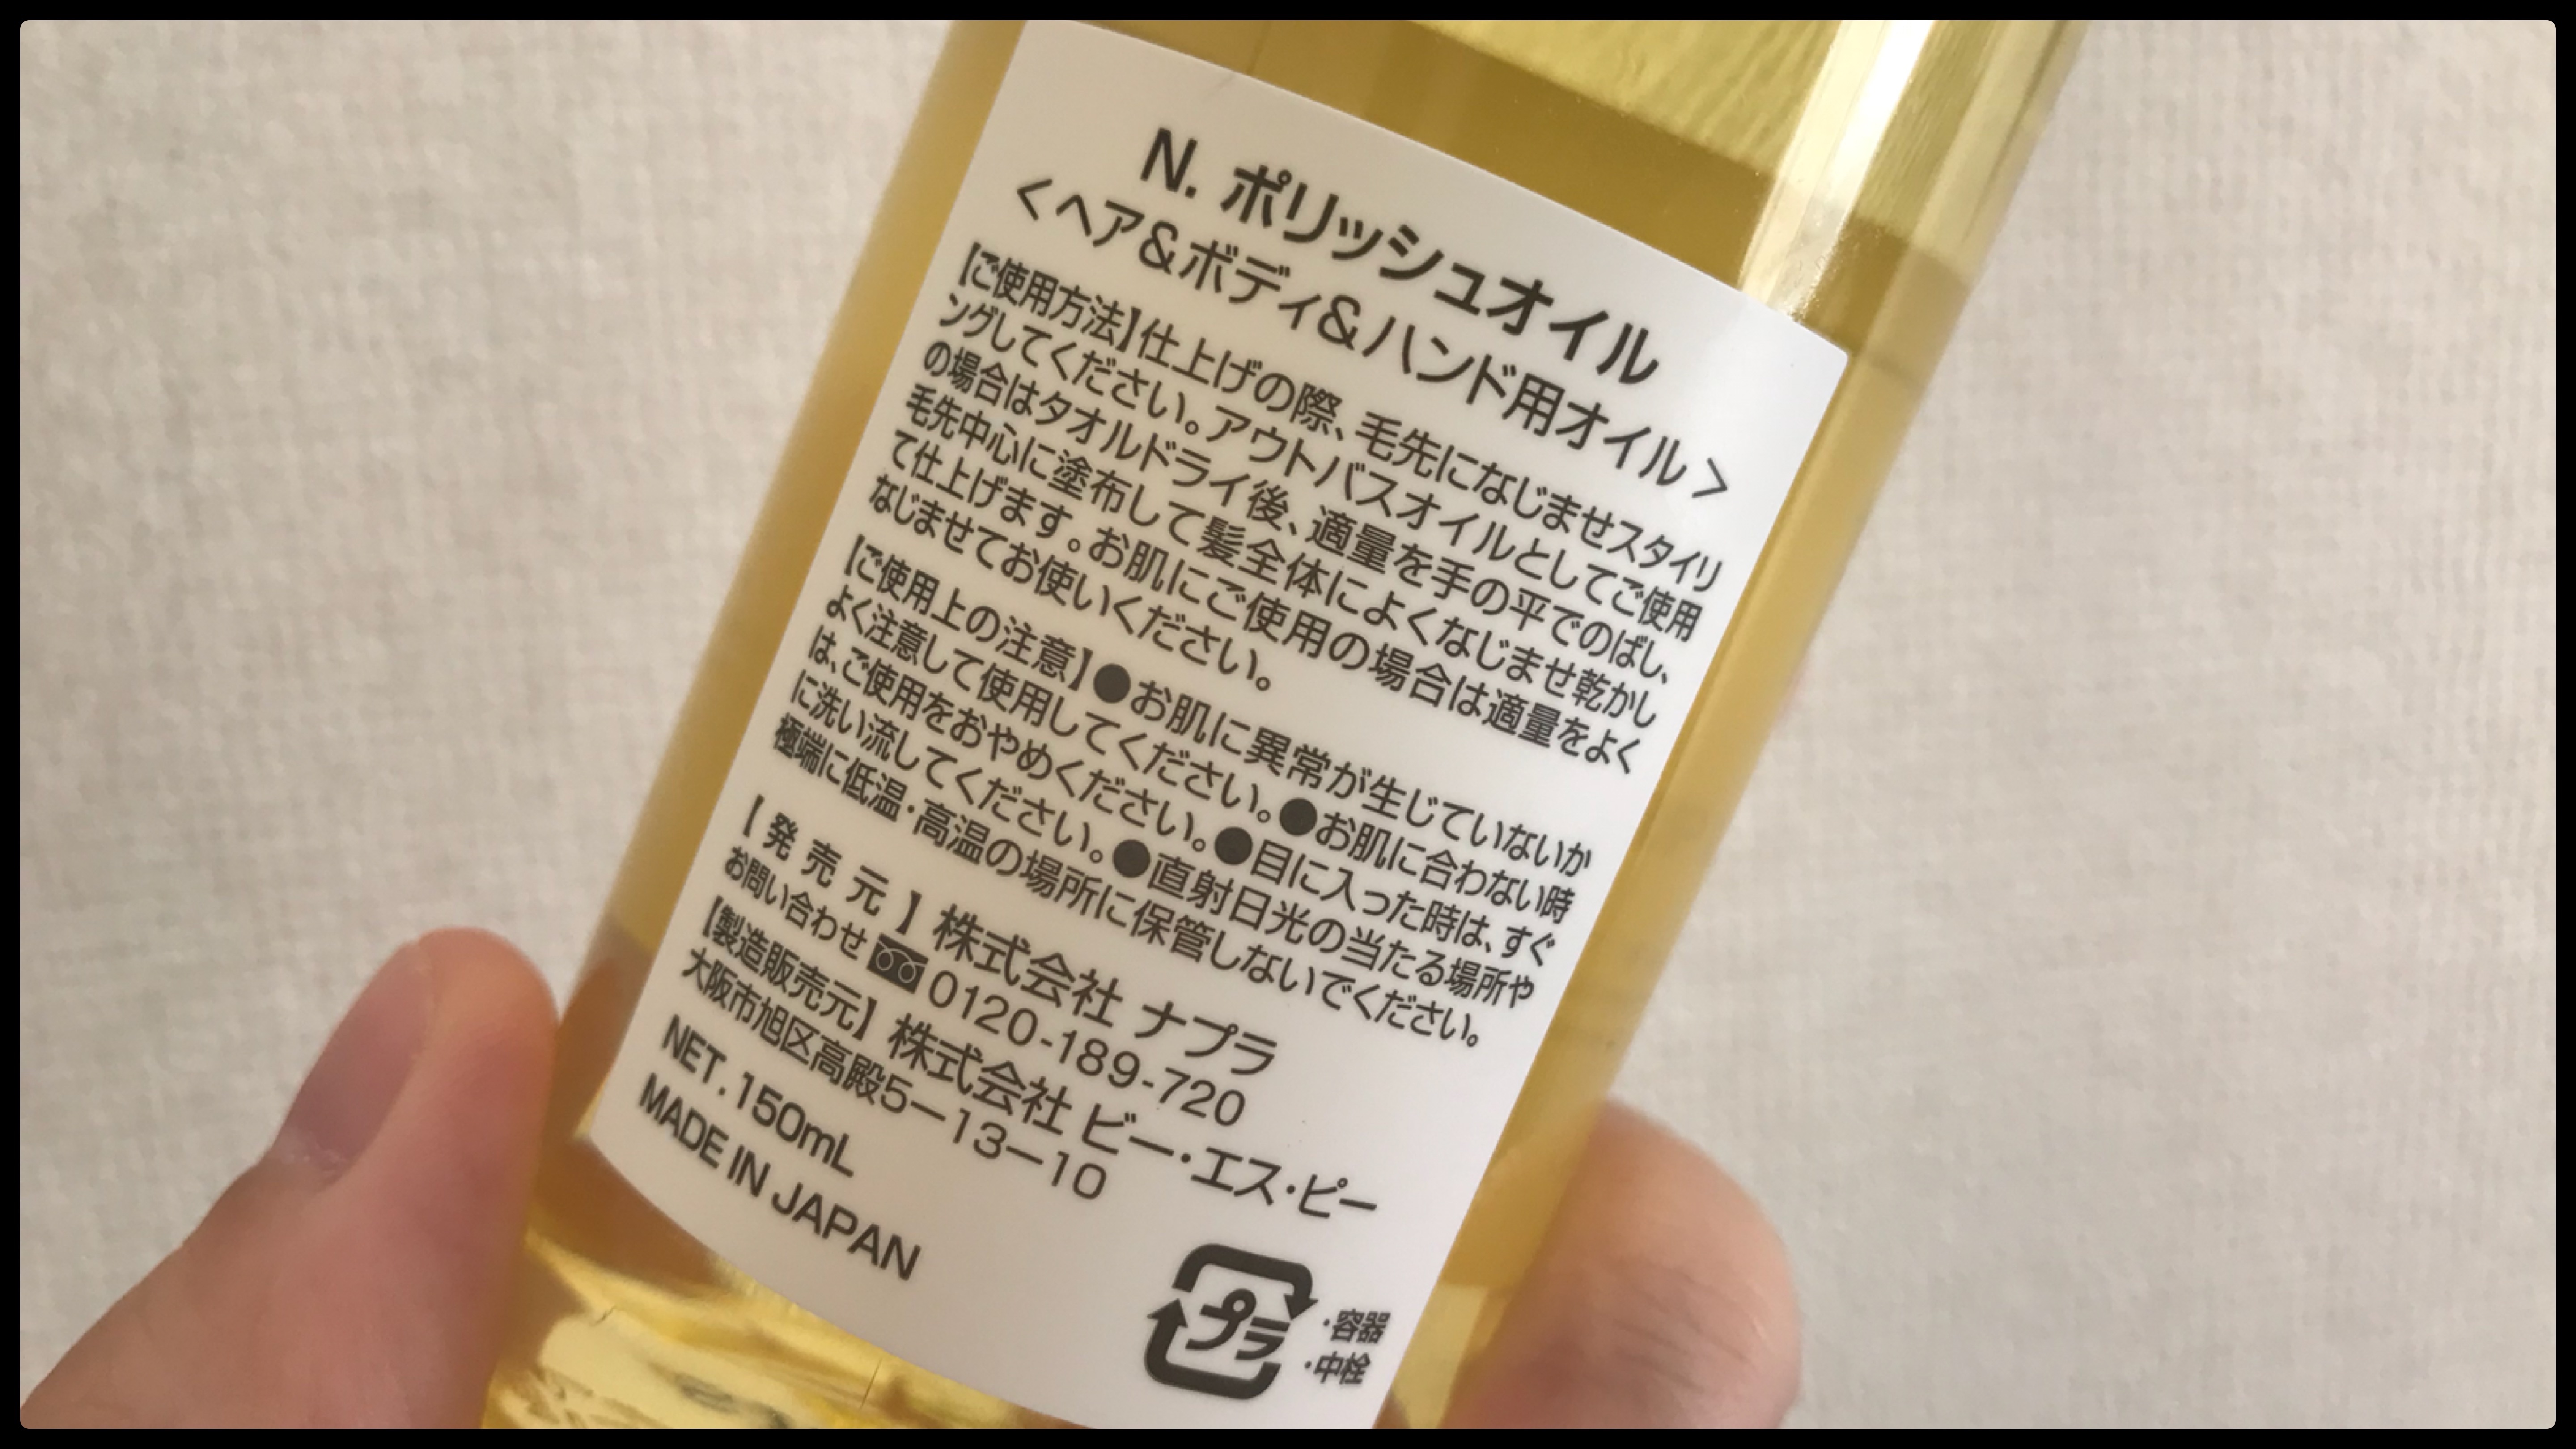 N. ポリッシュオイル
<ヘア&ボディ&ハンド用オイル>
【ご使用方法】仕上げの際、毛先になじませスタイリ
ングしてください。アウトバスオイルとしてご使用
の場合はタオルドライ後、適量を手の平でのばし、
毛先中心に塗布して髪全体によくなじませ乾かし
て仕上げます。お肌にご使用の場合は適量をよく
なじませてお使いください。
【ご使用上の注意】●お肌に異常が生じていないか
よく注意して使用してください。●お肌に合わない時
は、ご使用をおやめください。●目に入った時は、すぐ
に洗い流してください。●直射日光の当たる場所や
極端に低温・高温の場所に保管しないでください。
【発売元】株式会社 ナプラ
お問い合わせ 0120-189-720
【製造販売元】株式会社 ビー・エス・ピー
大阪市旭区高殿5ー13ー10
NET.150mL
MADE IN JAPAN
プラ
・容器
・中栓